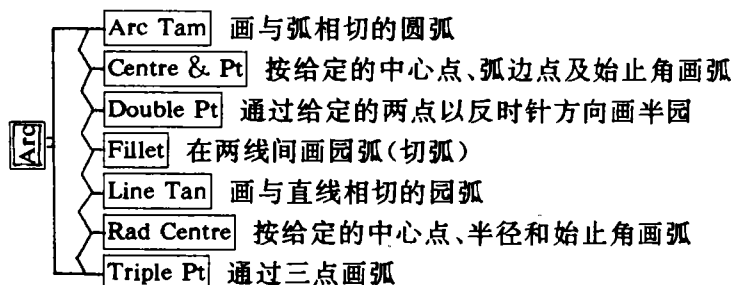 Arc Tam 画与弧相切的圆弧
Centre & Pt 按给定的中心点、弧边点及始止角画弧
Double Pt 通过给定的两点以反时针方向画半园
Arc
Fillet 在两线间画园弧(切弧)
Line Tan 画与直线相切的园弧
Rad Centre 按给定的中心点、半径和始止角画弧
Triple Pt 通过三点画弧